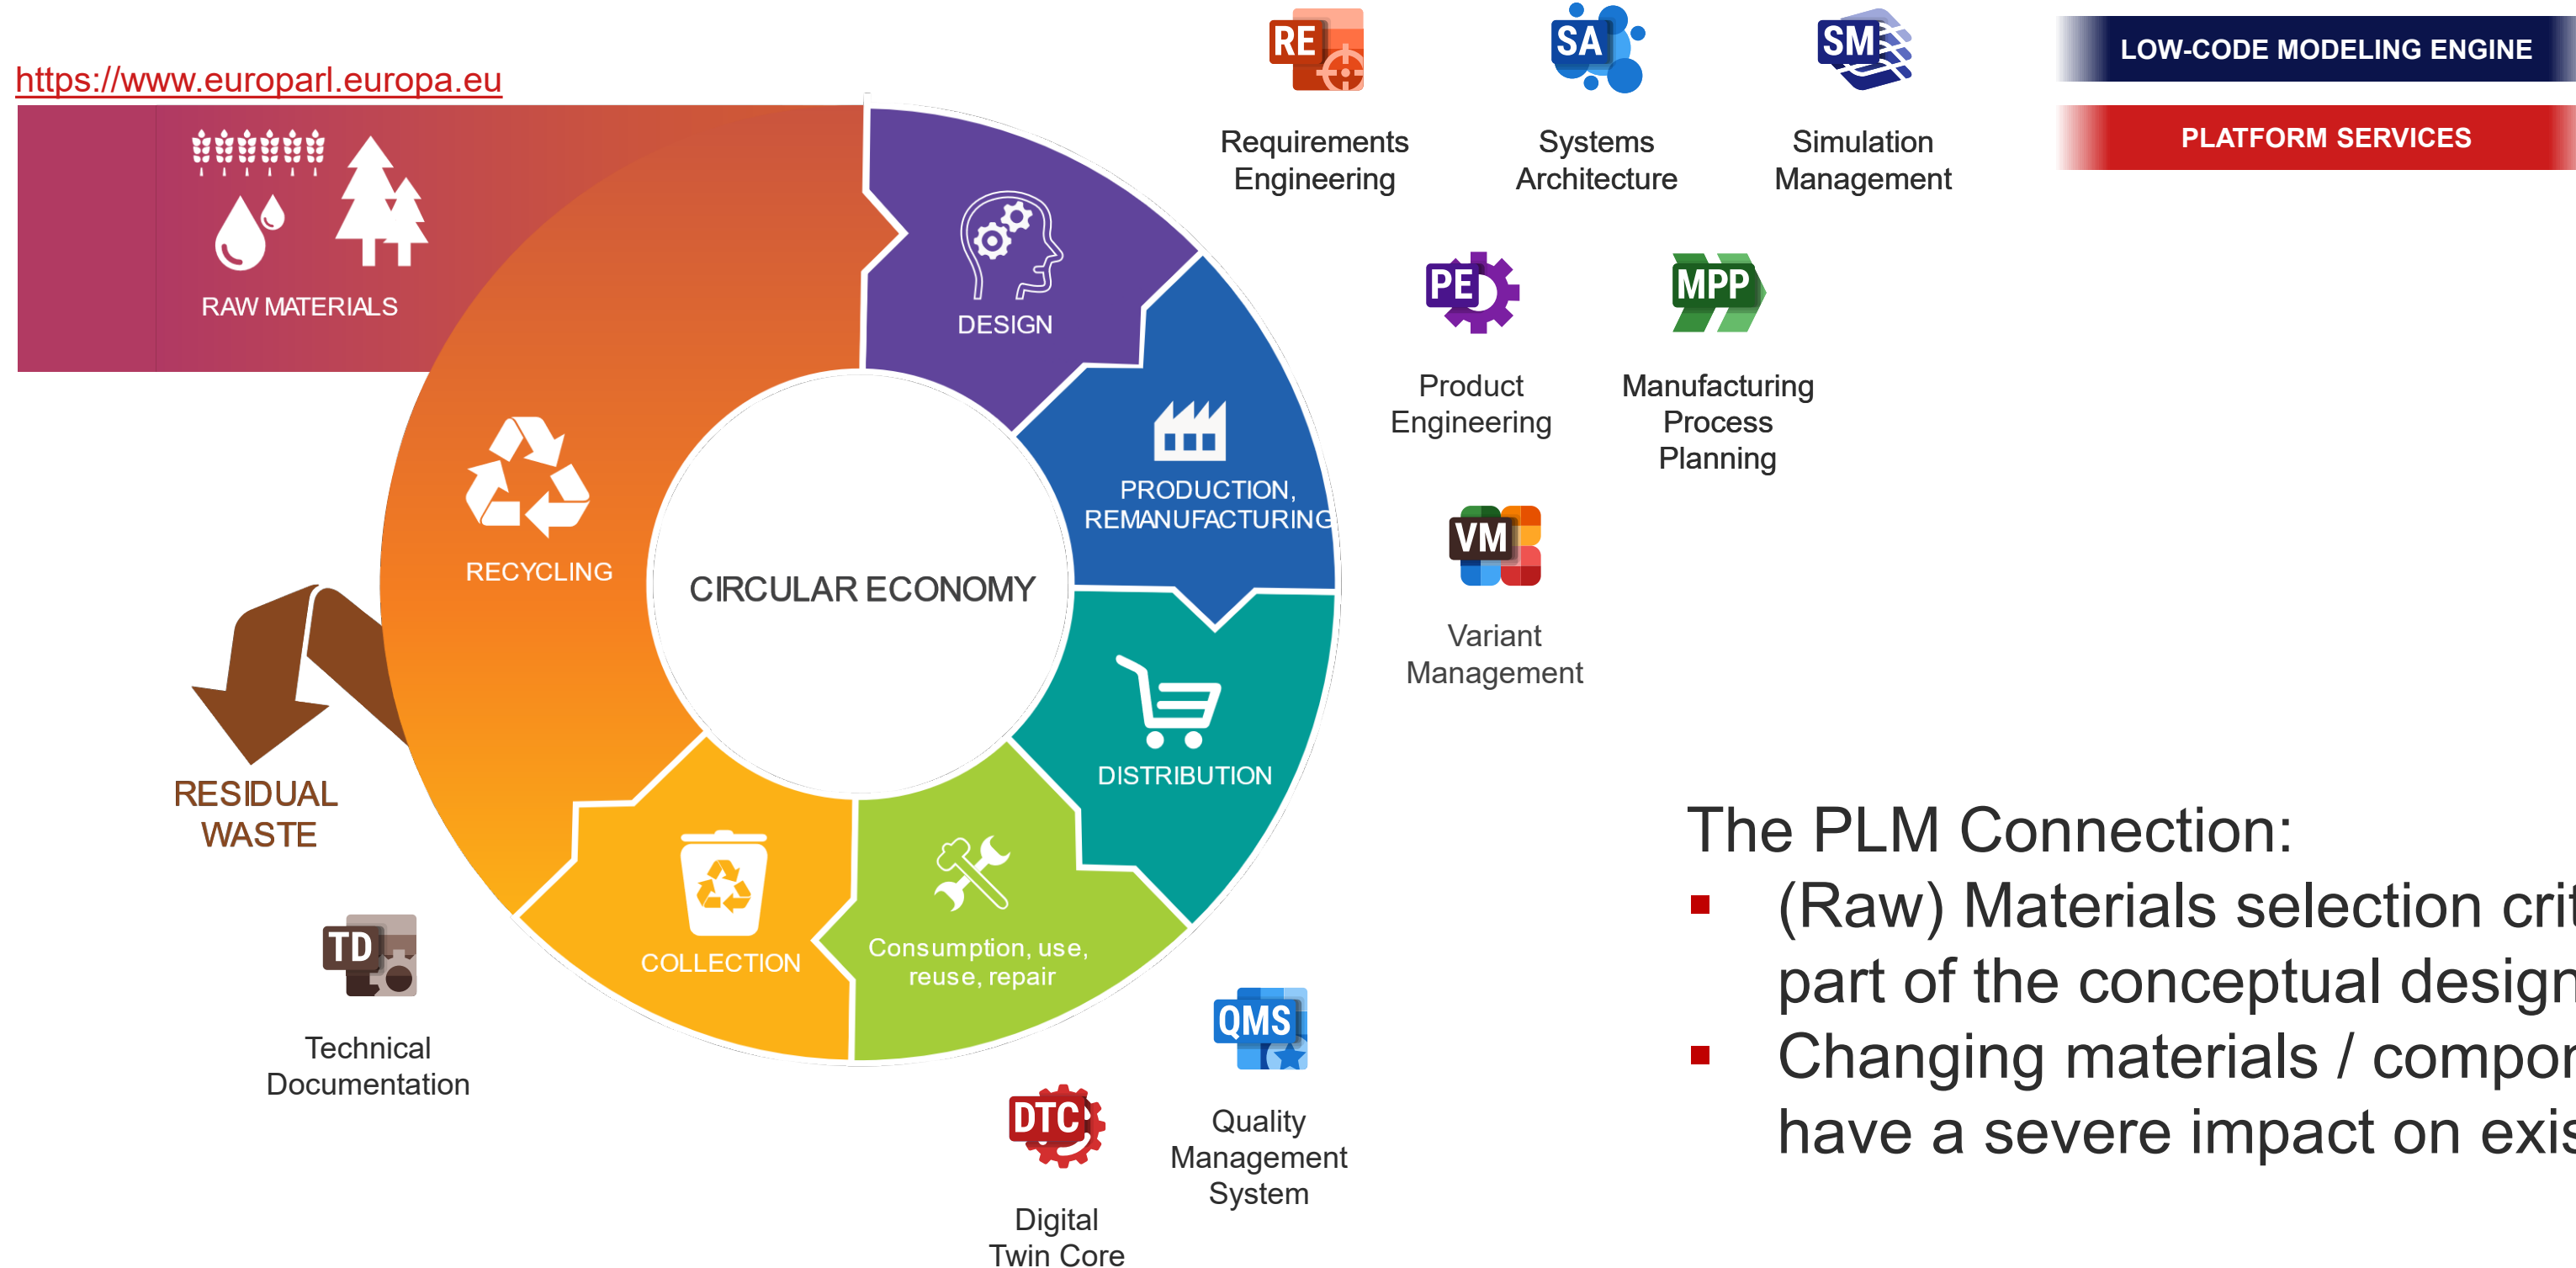 https://www.europarl.europa.eu
RAW MATERIALS
DESIGN
PRODUCTION,
REMANUFACTURING
DISTRIBUTION
Consumption, use,
reuse, repair
COLLECTION
RECYCLING
CIRCULAR ECONOMY
RESIDUAL
WASTE
RE
Requirements
Engineering
SA
Systems
Architecture
SM
Simulation
Management
LOW-CODE MODELING ENGINE
PLATFORM SERVICES
PE
Product
Engineering
MPP
Manufacturing
Process
Planning
VM
Variant
Management
TD
Technical
Documentation
DTC
Digital
Twin Core
QMS
Quality
Management
System
The PLM Connection:
(Raw) Materials selection
part of the conceptual design
Changing materials /
have a severe impact on